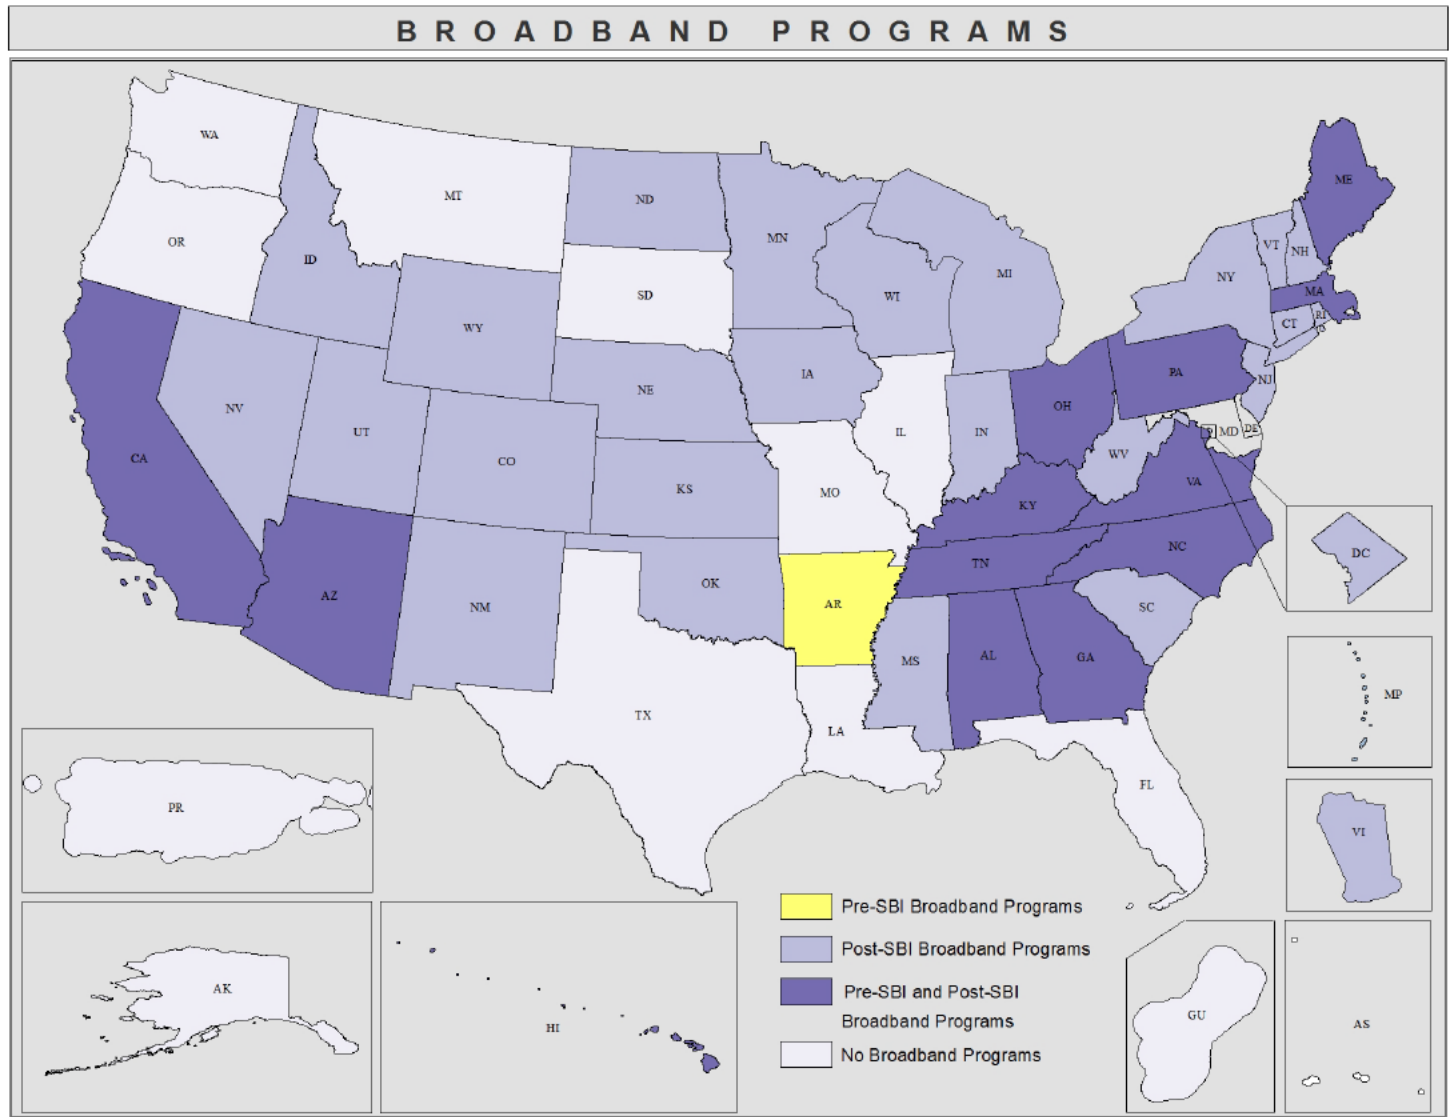 BROADBAND PROGRAMS
WA
MT
ND
MN
ME
OR
ID
SD
WI
MI
NY
VT
NH
MA
CT
RI
WY
IA
NE
PA
NJ
NV
UT
CO
KS
MO
IL
IN
OH
WV
MD
DE
VA
CA
KY
DC
AZ
NM
OK
AR
TN
NC
SC
MS
AL
GA
TX
LA
FL
MP
VI
PR
AK
HI
GU
AS
Pre-SBI Broadband Programs
Post-SBI Broadband Programs
Pre-SBI and Post-SBI
Broadband Programs
No Broadband Programs